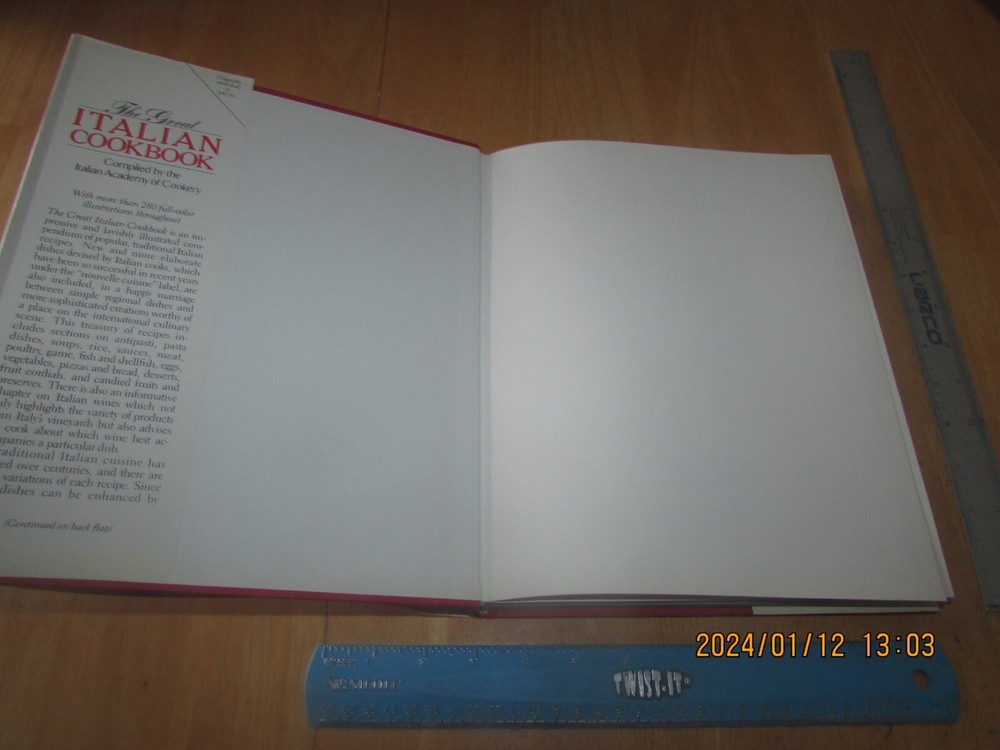 The Great
ITALIAN
COOKBOOK
Compiled by the
Italian Academy of Cookery
With more than 280 full-color
illustrations throughout
The Great Italian Cookbook is an im-
pressive and lavishly illustrated com-
pendium of popular, traditional Italian
recipes. New and more elaborate
dishes devised by Italian cooks, which
have been so successful in recent years
under the "nouvelle cuisine" label, are
also included, in a happy marriage
between simple regional dishes and
more sophisticated creations worthy of
a place on the international culinary
scene. This treasury of recipes in-
cludes sections on antipasti, pasta
dishes, soups, rice, sauces, meat,
poultry, game, fish and shellfish, eggs,
vegetables, pizzas and bread, desserts,
fruit cordials, and candied fruits and
preserves. There is also an informative
hapter on Italian wines which not
ly highlights the variety of products
m Italy's vineyards but also advises
cook about which wine best ac-
panies a particular dish.
raditional Italian cuisine has
ed over centuries, and there are
variations of each recipe. Since
dishes can be enhanced by
(Continued on back flap)
Labeco
WESTCOTT
TWIST-IT®
2024/01/12 13:03